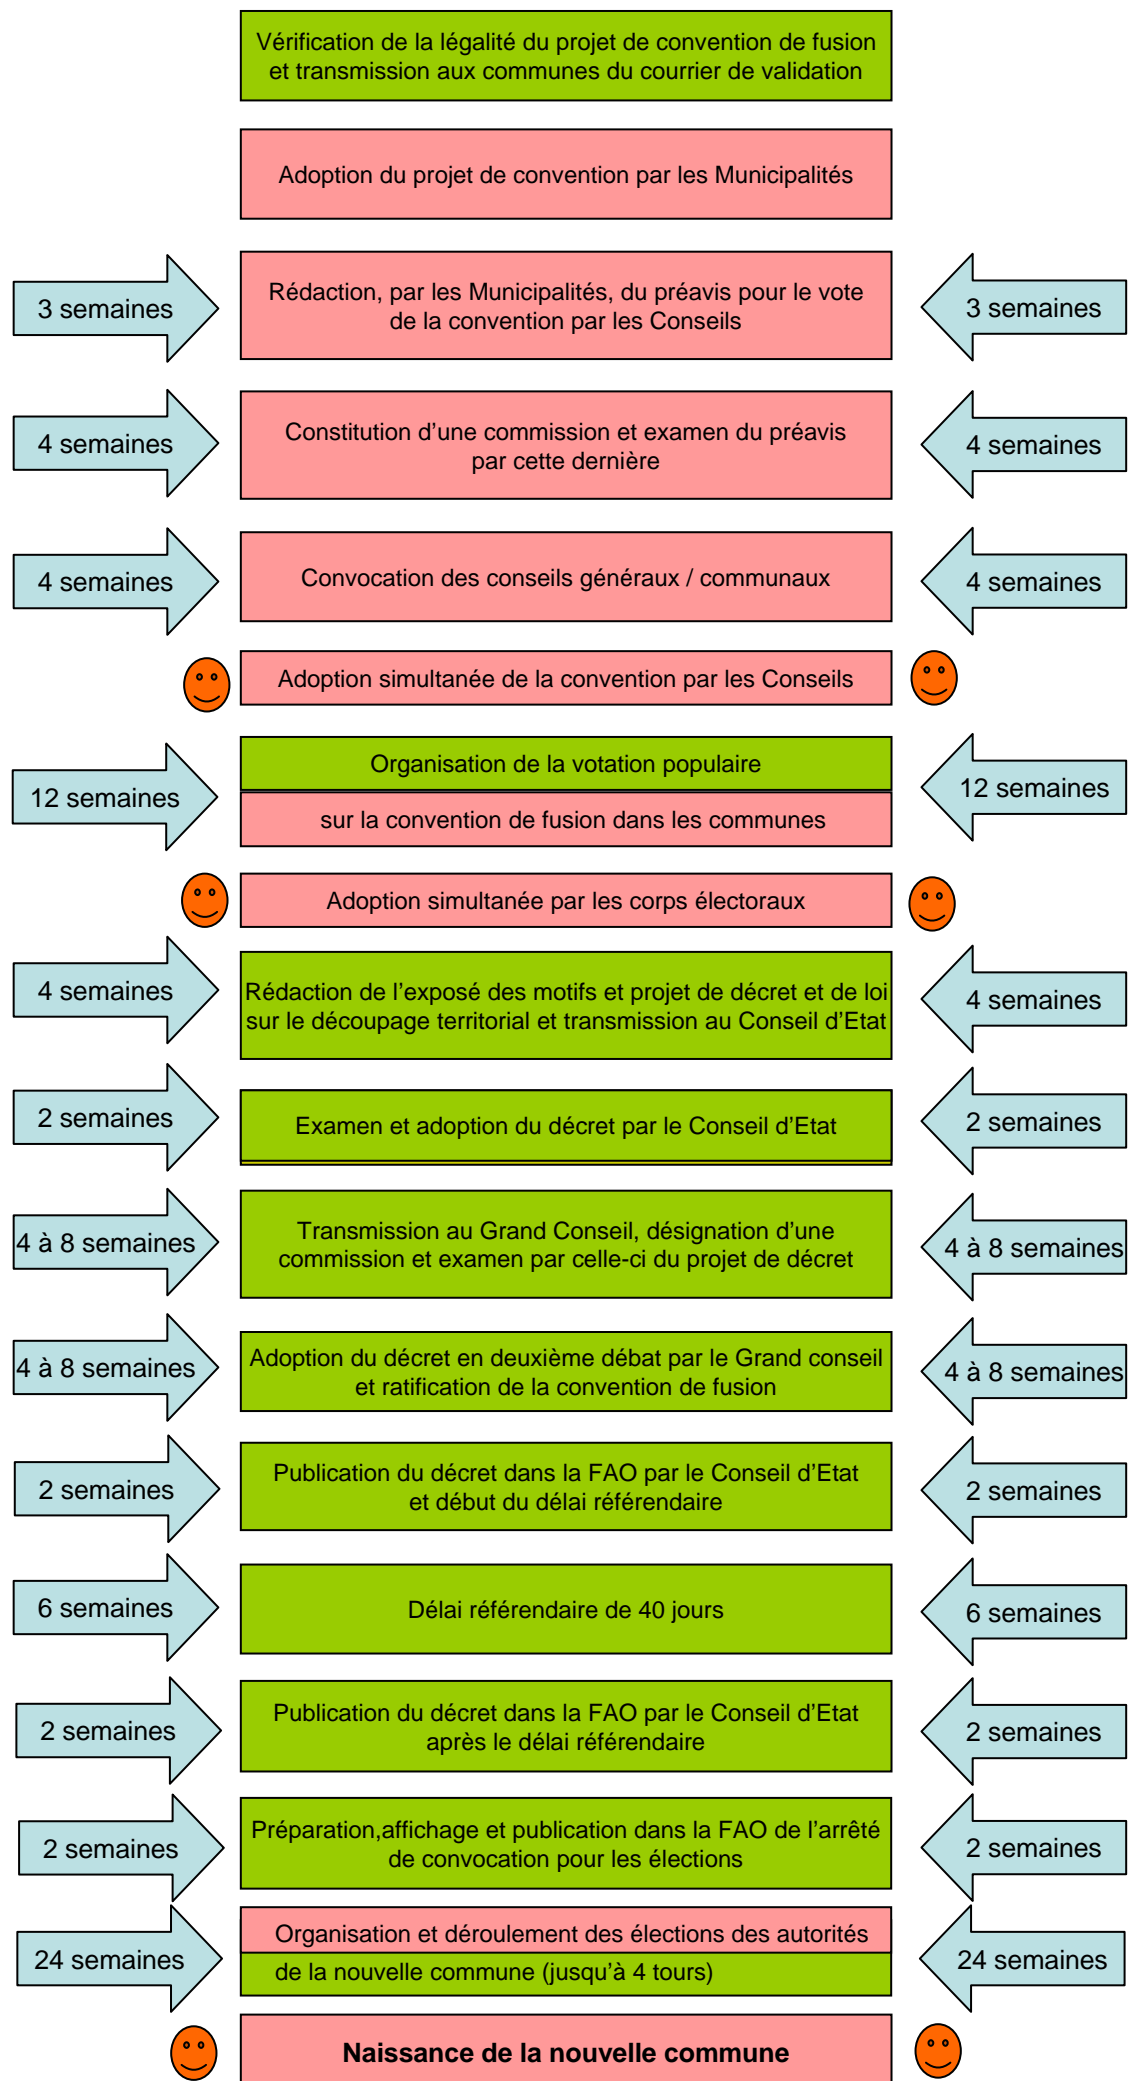 Vérification de la légalité du projet de convention de fusion
et transmission aux communes du courrier de validation
Adoption du projet de convention par les Municipalités
3 semaines
Rédaction, par les Municipalités, du préavis pour le vote
de la convention par les Conseils
3 semaines
4 semaines
Constitution d’une commission et examen du préavis
par cette dernière
4 semaines
4 semaines
Convocation des conseils généraux / communaux
4 semaines
Adoption simultanée de la convention par les Conseils
12 semaines
Organisation de la votation populaire
sur la convention de fusion dans les communes
12 semaines
Adoption simultanée par les corps électoraux
4 semaines
Rédaction de l’exposé des motifs et projet de décret et de loi
sur le découpage territorial et transmission au Conseil d’Etat
4 semaines
2 semaines
Examen et adoption du décret par le Conseil d’Etat
2 semaines
4 à 8 semaines
Transmission au Grand Conseil, désignation d’une
commission et examen par celle-ci du projet de décret
4 à 8 semaines
4 à 8 semaines
Adoption du décret en deuxième débat par le Grand conseil
et ratification de la convention de fusion
4 à 8 semaines
2 semaines
Publication du décret dans la FAO par le Conseil d’Etat
et début du délai référendaire
2 semaines
6 semaines
Délai référendaire de 40 jours
6 semaines
2 semaines
Publication du décret dans la FAO par le Conseil d’Etat
après le délai référendaire
2 semaines
2 semaines
Préparation,affichage et publication dans la FAO de l’arrêté
de convocation pour les élections
2 semaines
24 semaines
Organisation et déroulement des élections des autorités
de la nouvelle commune (jusqu’à 4 tours)
24 semaines
Naissance de la nouvelle commune